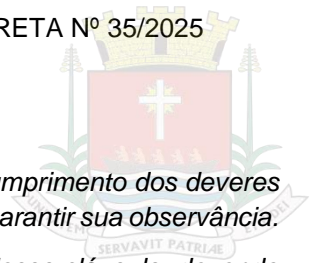 RETA Nº 35/2025
umprimento dos deveres
arantir sua observância.
SERVAVIT PATRIAE